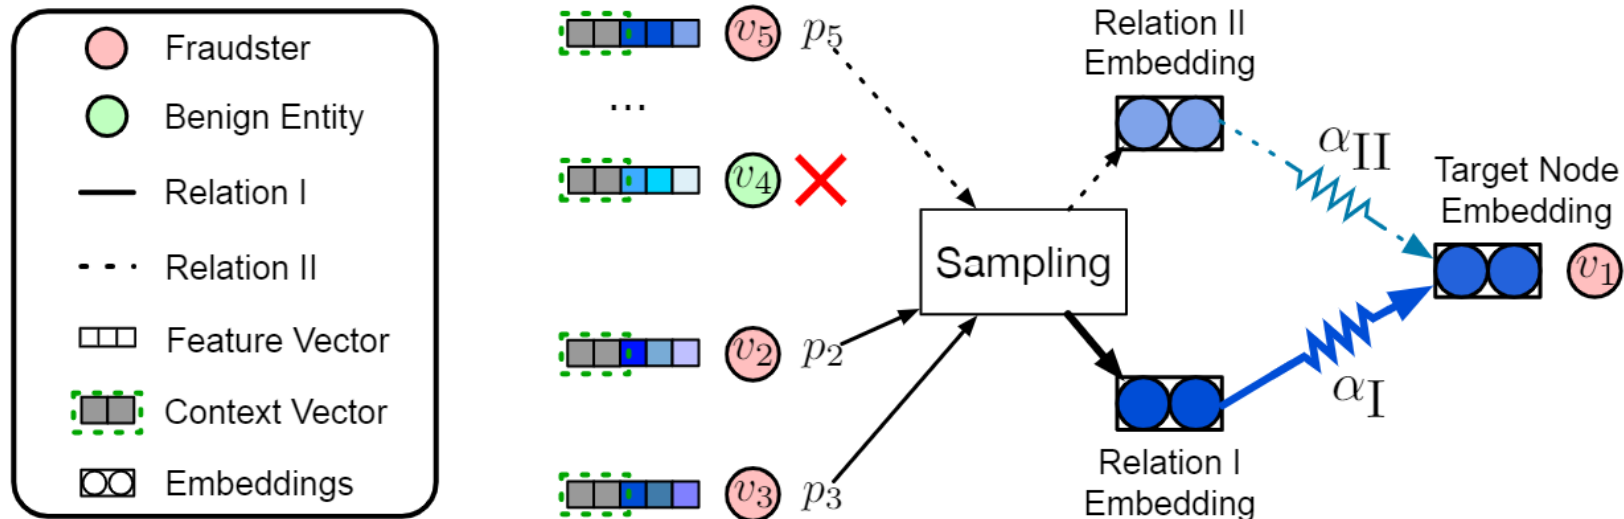 Fraudster
Benign Entity
Relation I
Relation II
Feature Vector
Context Vector
Embeddings
v5 p5
...
v4
v2 p2
v3 p3
Sampling
Relation II
Embedding
αII
Target Node
Embedding
v1
αI
Relation I
Embedding